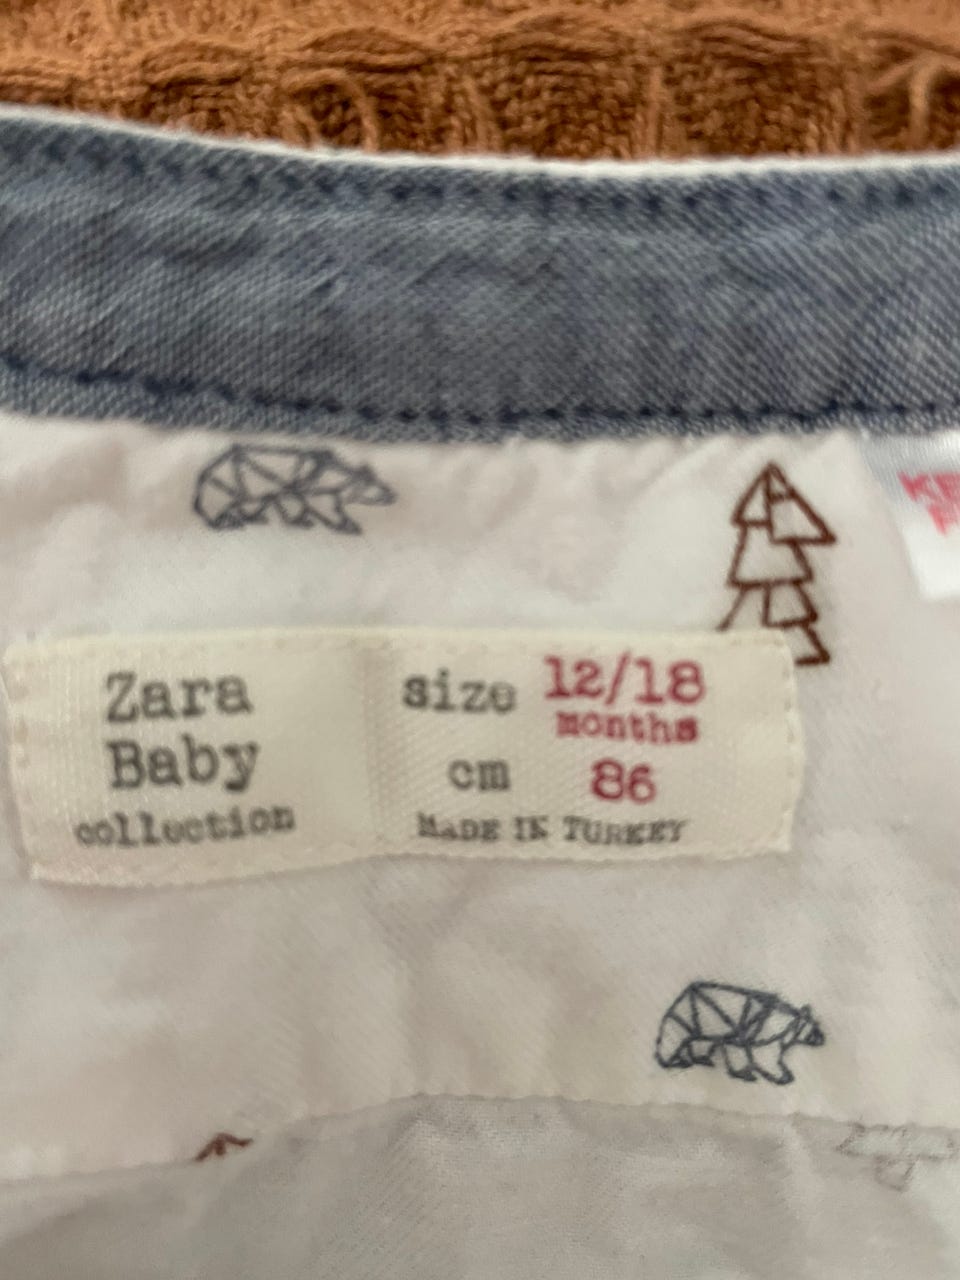 Zara
Baby
collection
size 12/18
months
cm 86
MADE IN TURKEY